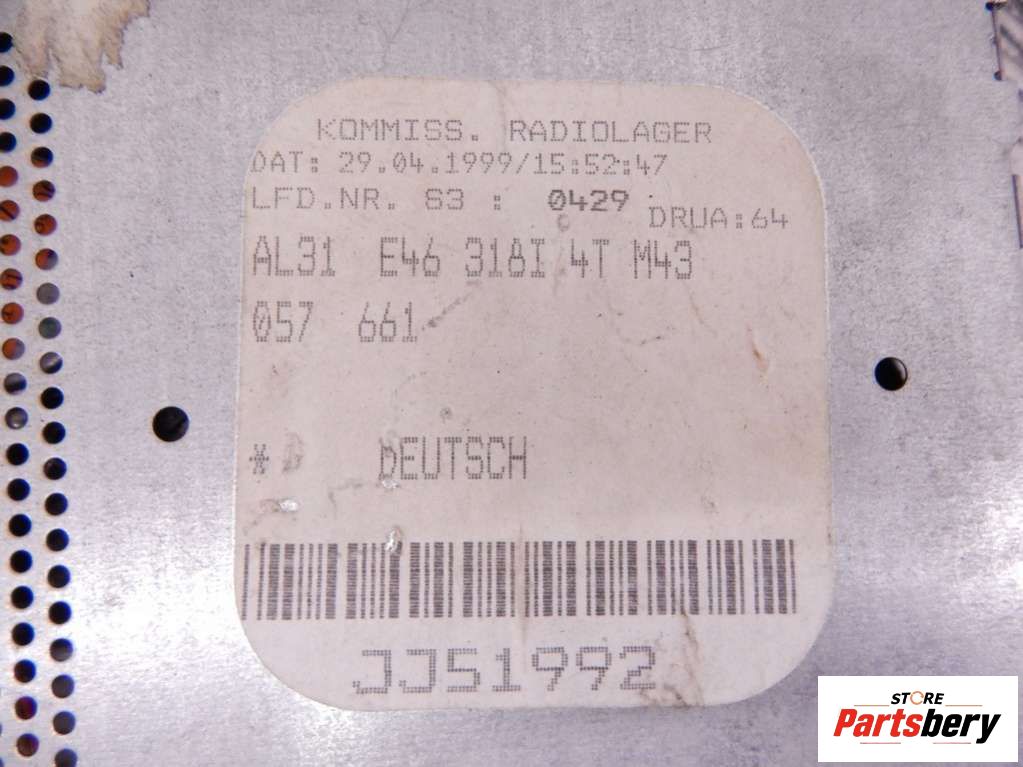 KOMMISS. RADIOLAGER
DAT: 29.04.1999/15:52:47
LFD.NR. S3 : 0429 DRUA:64
AL31 E46 318I 4T M43
057 661
* D DEUTSCH
JJ51992
STORE
Partsbery